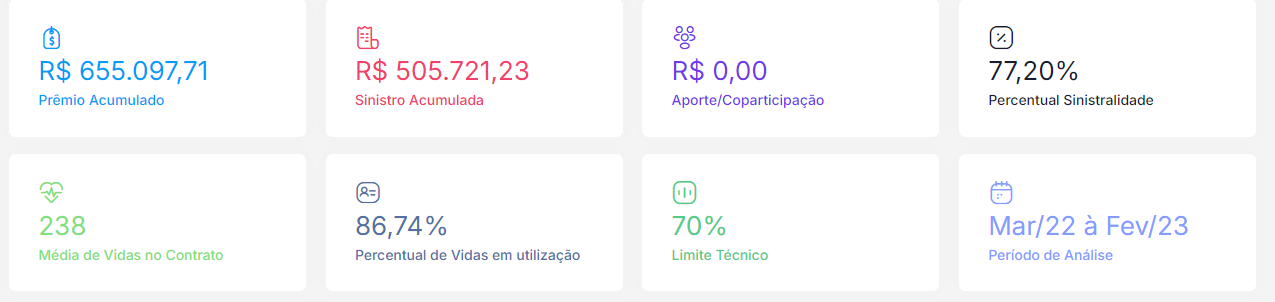 R$ 655.097,71
Prêmio Acumulado
R$ 505.721,23
Sinistro Acumulada
R$ 0,00
Aporte/Coparticipação
77,20%
Percentual Sinistralidade
238
Média de Vidas no Contrato
86,74%
Percentual de Vidas em utilização
70%
Limite Técnico
Mar/22 à Fev/23
Período de Análise